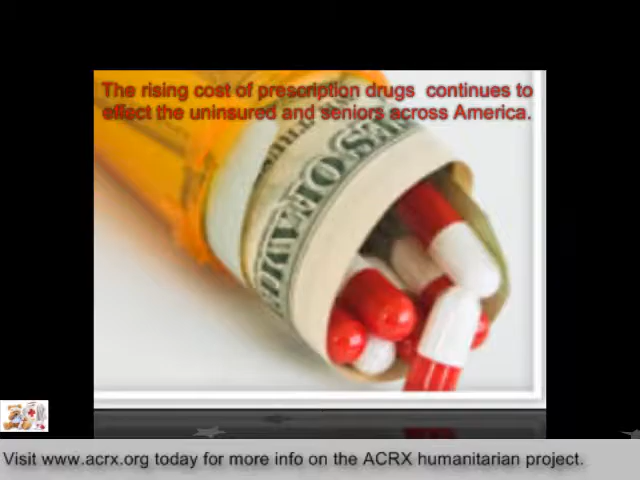 The rising cost of prescription drugs continues to
effect the uninsured and seniors across America.
Visit www.acrx.org today for more info on the ACRX humanitarian project.